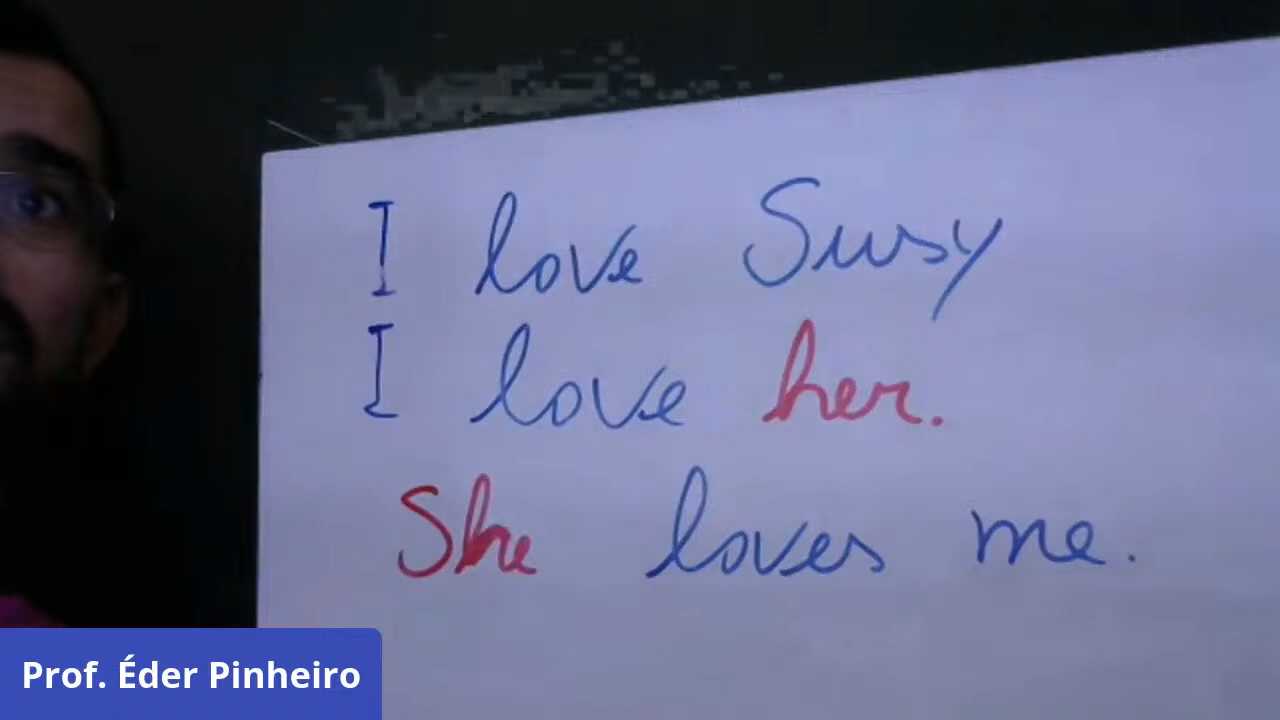 I love Susy
I love her.
She loves me.
Prof. Éder Pinheiro